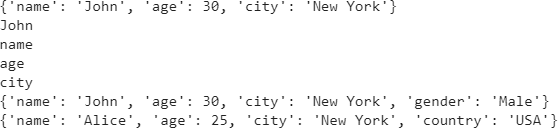 {'name': 'John', 'age': 30, 'city': 'New York'}
John
name
age
city
{'name': 'John', 'age': 30, 'city': 'New York', 'gender': 'Male'}
{'name': 'Alice', 'age': 25, 'city': 'New York', 'country': 'USA'}